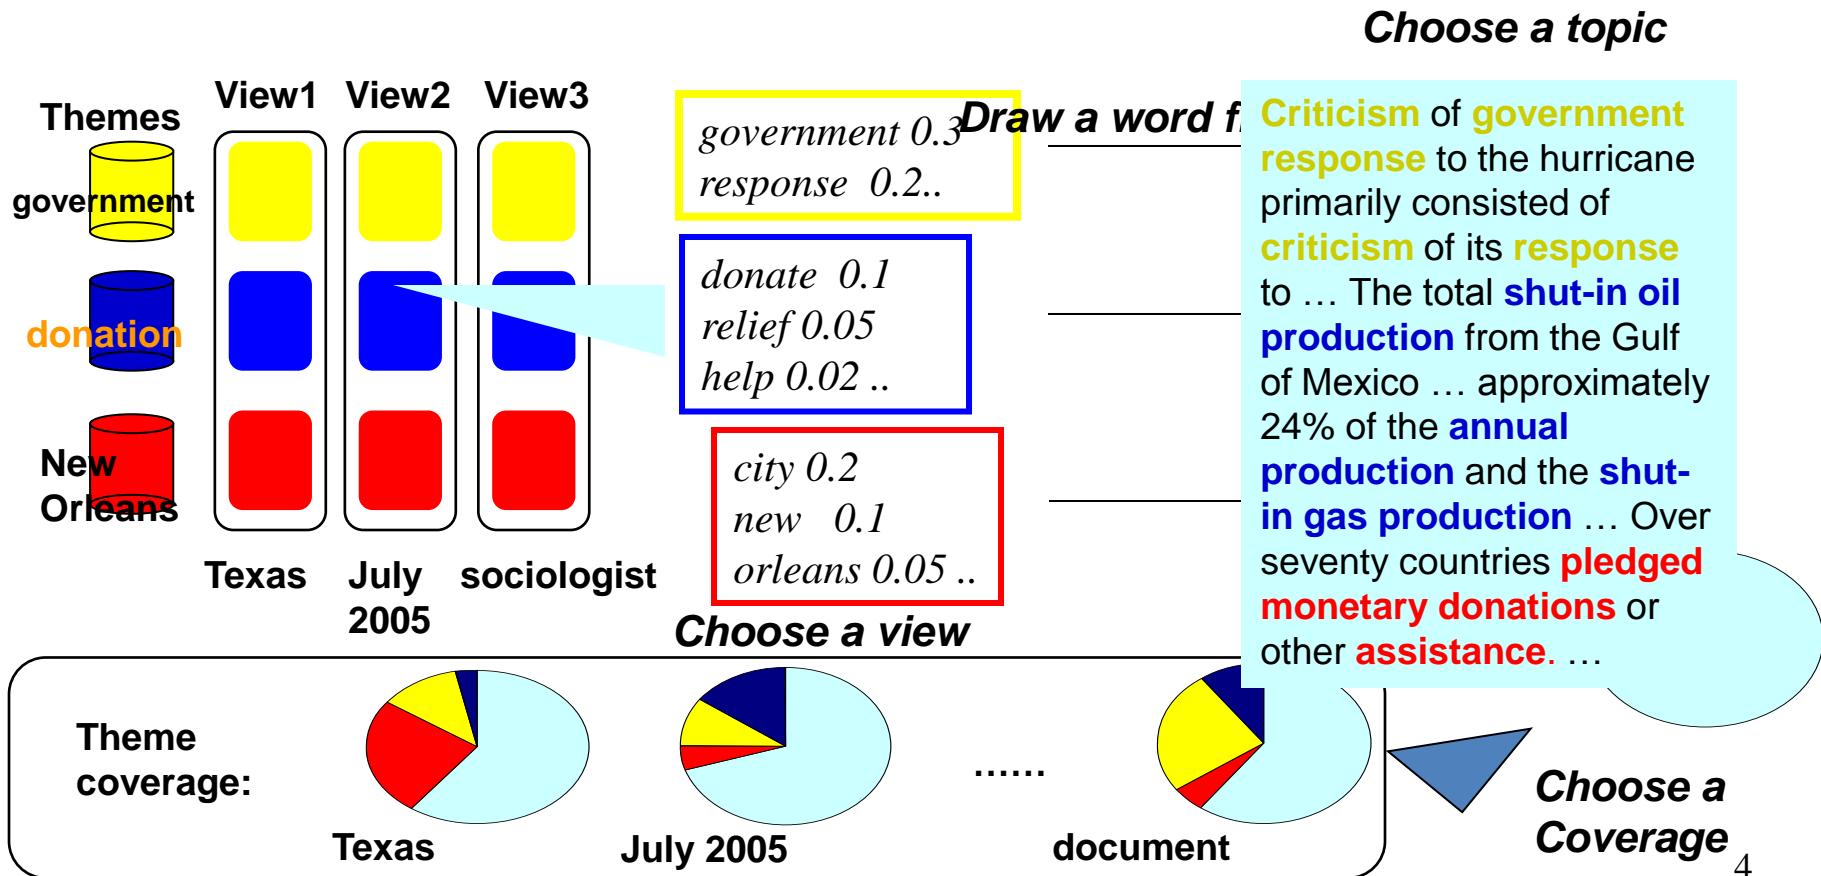 Choose a topic
View1 View2 View3
Themes
government
donation
New
Orleans
Texas July sociologist
2005
government 0.3
response 0.2..
donate 0.1
relief 0.05
help 0.02 ..
city 0.2
new 0.1
orleans 0.05 ..
Draw a word
Choose a view
Criticism of government
response to the hurricane
primarily consisted of
criticism of its response
to … The total shut-in oil
production from the Gulf
of Mexico … approximately
24% of the annual
production and the shut-
in gas production … Over
seventy countries pledged
monetary donations or
other assistance. …
Theme
coverage:
Texas
July 2005
......
document
Choose a
Coverage
4